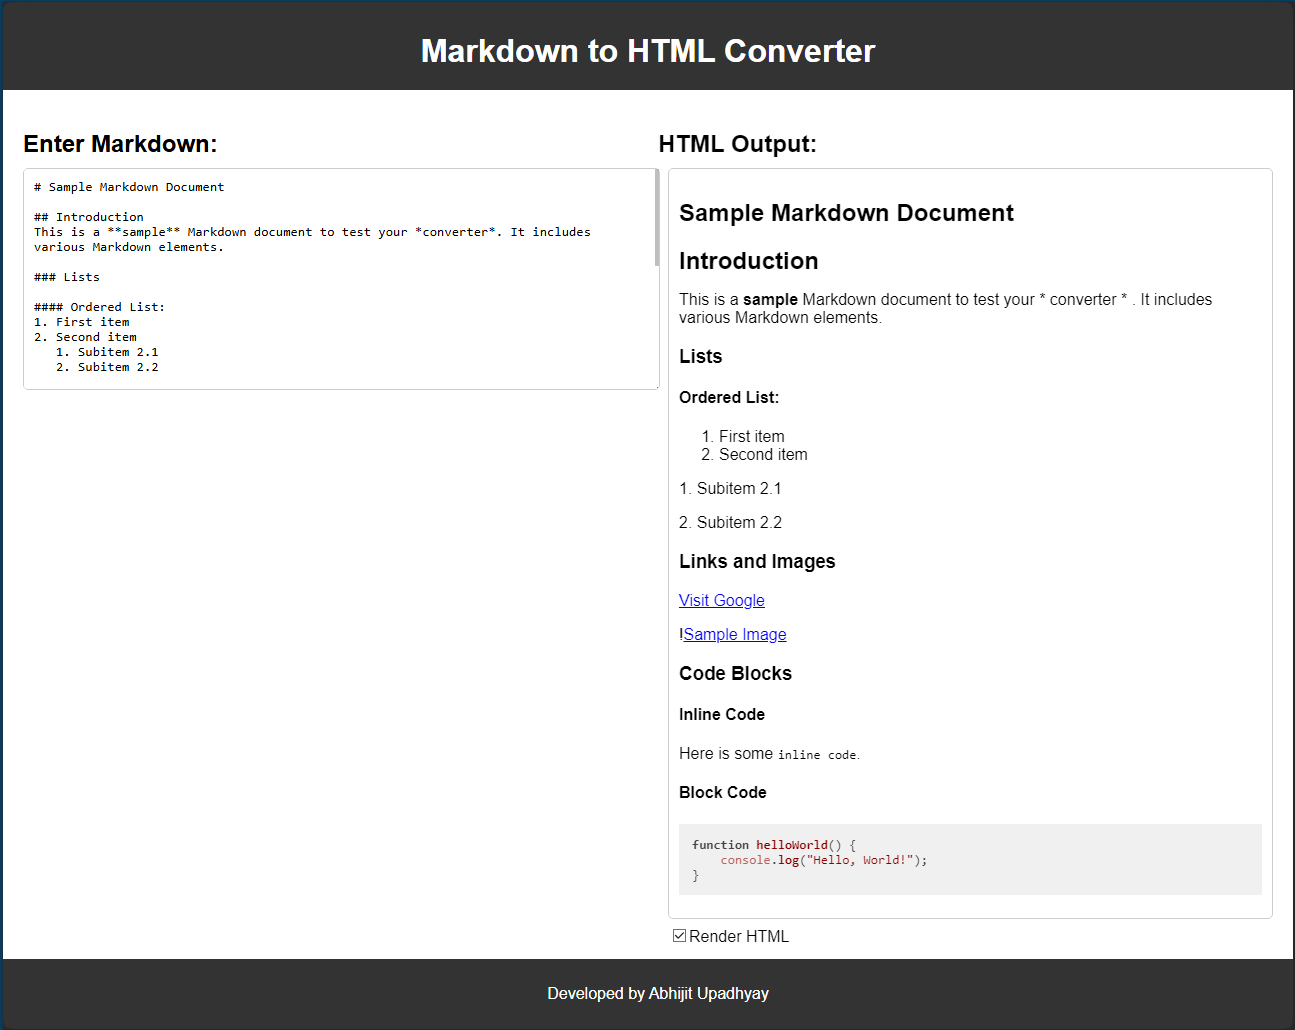 Markdown to HTML Converter
Enter Markdown:
# Sample Markdown Document
## Introduction
This is a **sample** Markdown document to test your *converter*. It includes
various Markdown elements.
### Lists
#### Ordered List:
1. First item
2. Second item
   1. Subitem 2.1
   2. Subitem 2.2
HTML Output:
Sample Markdown Document
Introduction
This is a sample Markdown document to test your * converter * . It includes
various Markdown elements.
Lists
Ordered List:
1. First item
2. Second item
1. Subitem 2.1
2. Subitem 2.2
Links and Images
Visit Google
!Sample Image
Code Blocks
Inline Code
Here is some inline code.
Block Code
function helloWorld() {
    console.log("Hello, World!");
}
Render HTML
Developed by Abhijit Upadhyay